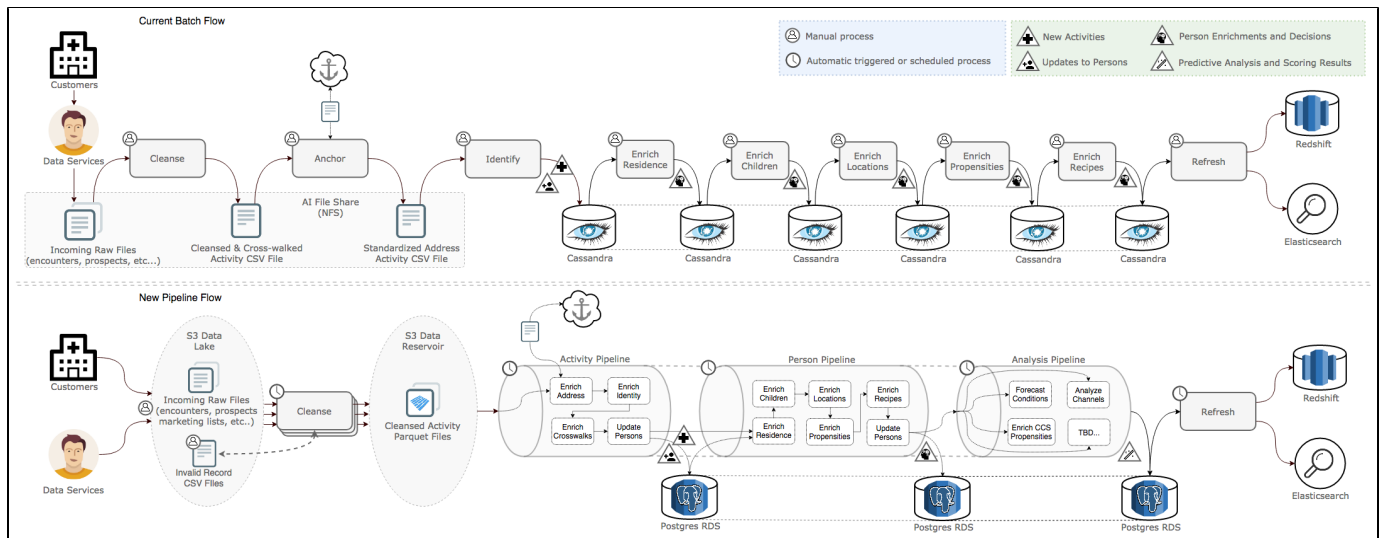 Current Batch Flow
Manual process
Automatic triggered or scheduled process
New Activities
Person Enrichments and Decisions
Updates to Persons
Predictive Analysis and Scoring Results
Customers
Data Services
Cleanse
Anchor
Identify
Enrich
Residence
Enrich
Children
Enrich
Locations
Enrich
Propensities
Enrich
Recipes
Refresh
Redshift
Elasticsearch
AI File Share
(NFS)
Incoming Raw Files
(encounters, prospects, etc...)
Cleansed & Cross-walked
Activity CSV File
Standardized Address
Activity CSV File
Cassandra
Cassandra
Cassandra
Cassandra
Cassandra
Cassandra
New Pipeline Flow
Customers
Data Services
S3 Data
Lake
Incoming Raw Files
(encounters, prospects
marketing lists, etc..)
Invalid Record
CSV Files
Cleanse
S3 Data
Reservoir
Cleansed Activity
Parquet Files
Activity Pipeline
Enrich
Address
Enrich
Identity
Enrich
Crosswalks
Update
Persons
Person Pipeline
Enrich
Children
Enrich
Locations
Enrich
Recipes
Enrich
Residence
Enrich
Propensities
Update
Persons
Analysis Pipeline
Forecast
Conditions
Analyze
Channels
Enrich CCS
Propensities
TBD...
Refresh
Redshift
Elasticsearch
Postgres RDS
Postgres RDS
Postgres RDS